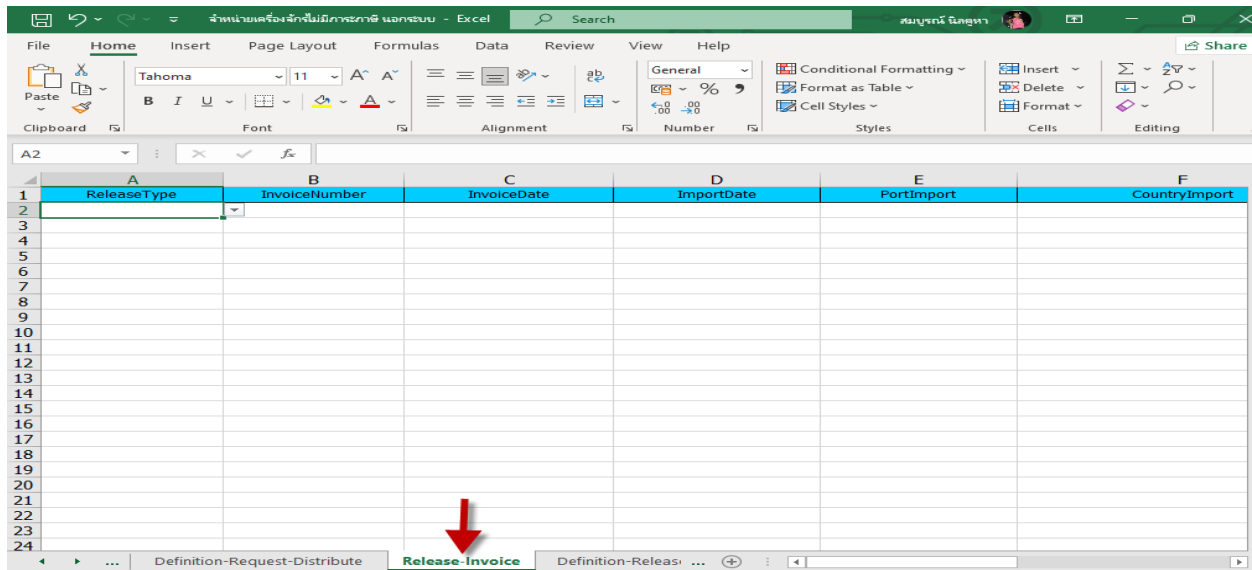 จำหน่ายเครื่องจักรไม่มีภาระภาษี นอกระบบ - Excel Search สมบูรณ์ นิลคูหา
File Home Insert Page Layout Formulas Data Review View Help Share
Tahoma 11 A^ A˅ ab General Conditional Formatting Insert Σ
Paste B I U A % 9 Format as Table Delete
Cell Styles Format
Clipboard Font Alignment Number Styles Cells Editing
A2 fx
A B C D E F
1 ReleaseType InvoiceNumber InvoiceDate ImportDate PortImport CountryImport
2
3
4
5
6
7
8
9
10
11
12
13
14
15
16
17
18
19
20
21
22
23
24
... Definition-Request-Distribute Release-Invoice Definition-Releas ...